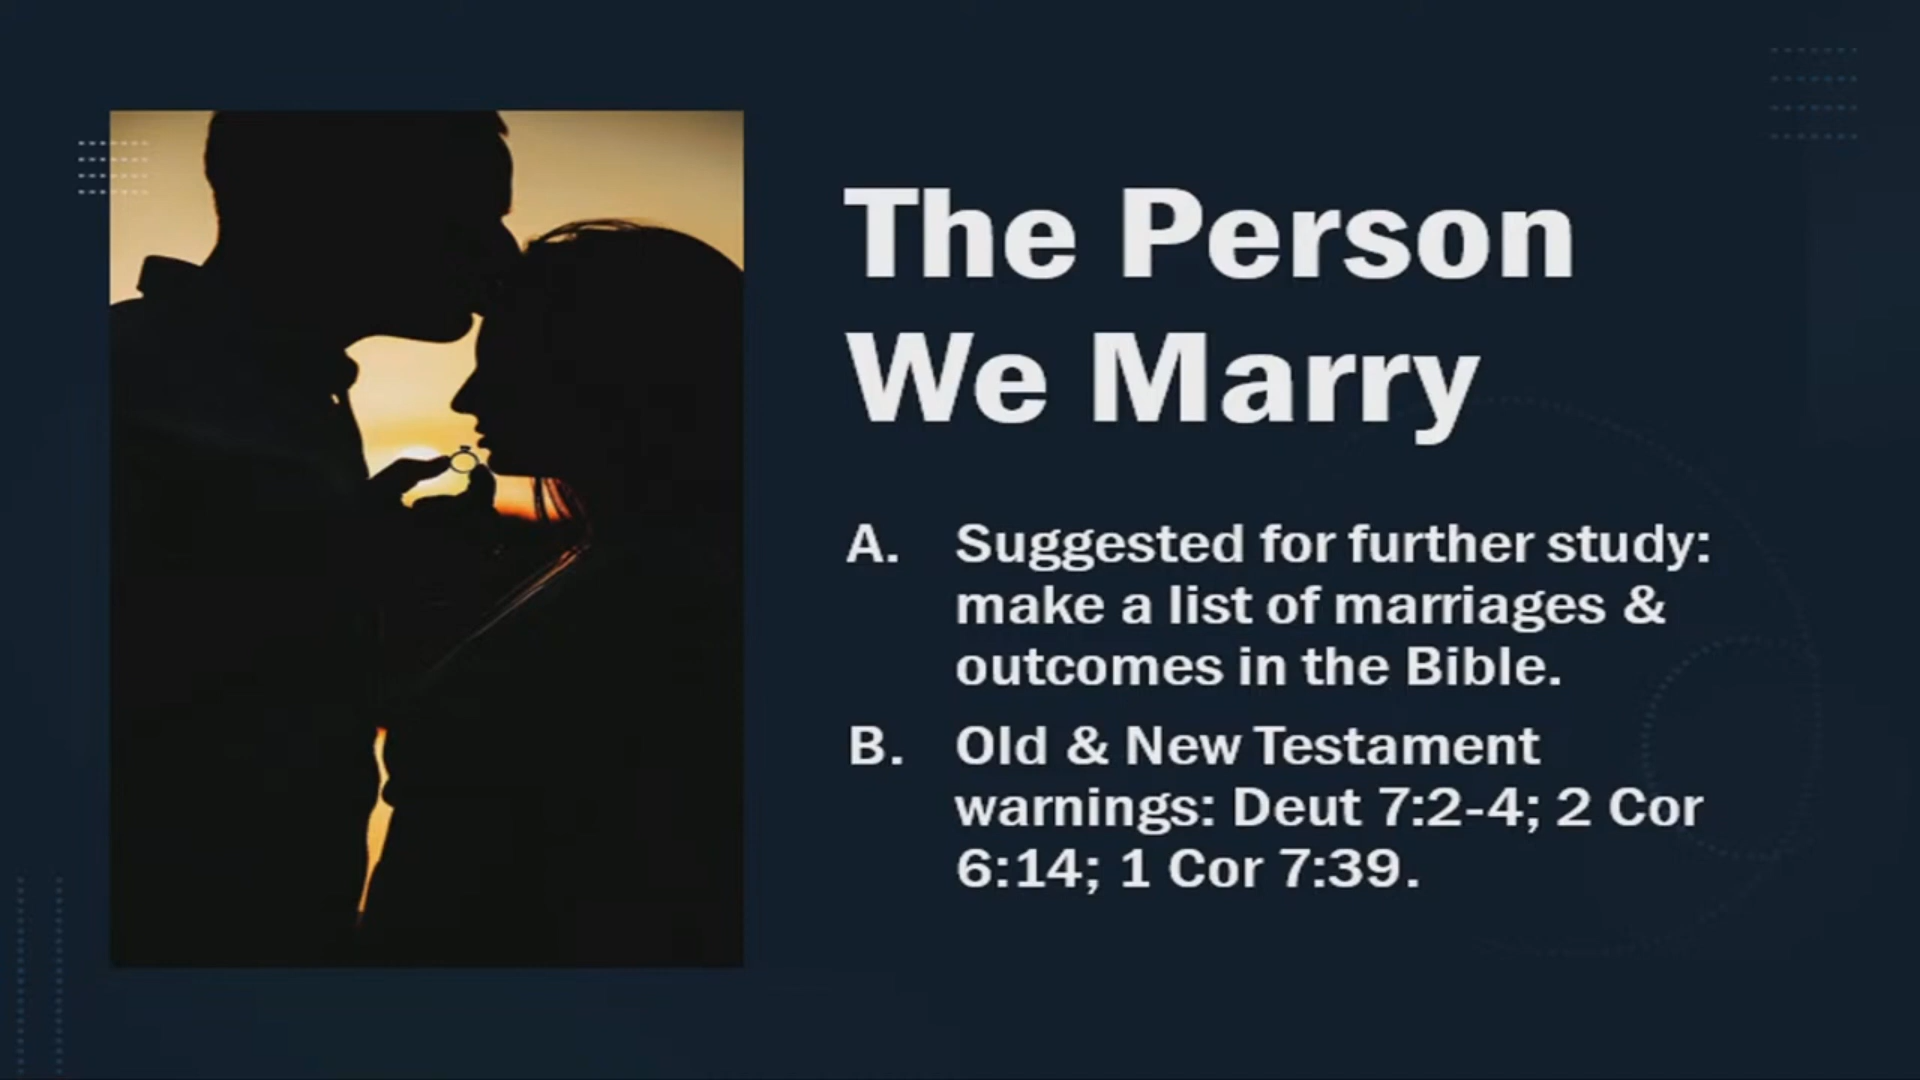 The Person
We Marry
A. Suggested for further study:
make a list of marriages &
outcomes in the Bible.
B. Old & New Testament
warnings: Deut 7:2-4; 2 Cor
6:14; 1 Cor 7:39.